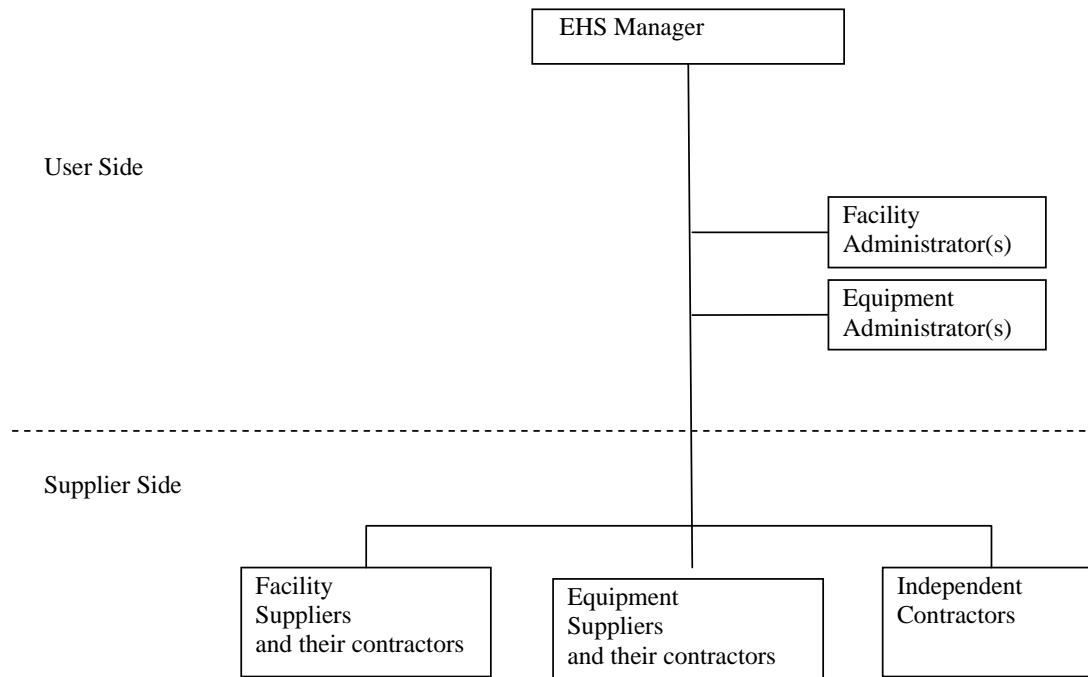 EHS Manager
User Side
Facility
Administrator(s)
Equipment
Administrator(s)
Supplier Side
Facility
Suppliers
and their contractors
Equipment
Suppliers
and their contractors
Independent
Contractors